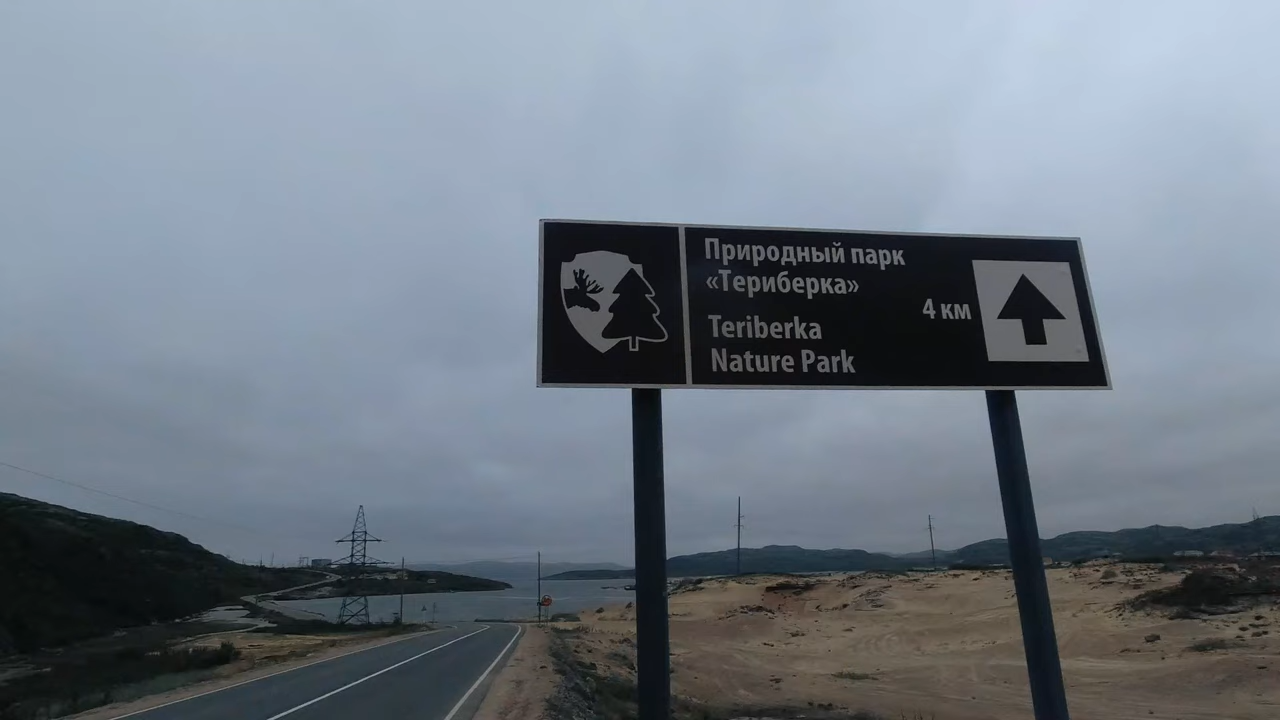 Природный парк
«Териберка»
Teriberka
Nature Park
4 км